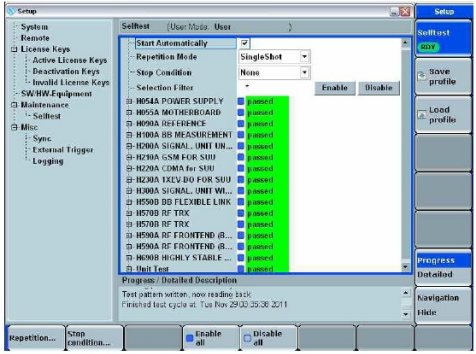 Setup
Setup
System
Remote
License Keys
Active License Keys
Deactivation Keys
Invalid License Keys
SW/HW-Equipment
Maintenance
Selftest
Misc
Sync
External Trigger
Logging
Selftest (User Mode: User )
Start Automatically
Repetition Mode SingleShot
Stop Condition None
Selection Filter * Enable Disable
H054A POWER SUPPLY passed
H055A MOTHERBOARD passed
H090A REFERENCE passed
H100A BB MEASUREMENT passed
H200A SIGNAL. UNIT UN... passed
H210A GSM FOR SUU passed
H220A CDMA for SUU passed
H230A TXEV.DO FOR SUU passed
H300A SIGNAL. UNIT WI... passed
H550B BB FLEXIBLE LINK passed
H570B RF TRX passed
H570B RF TRX passed
H590A RF FRONTEND (B... passed
H590A RF FRONTEND (B... passed
H690B HIGHLY STABLE ... passed
Unit Test passed
Progress / Detailed Description
Test pattern written, now reading back
Finished test cycle at: Tue Nov 29 03:35:36 2011
Selftest
RDY
Save profile
Load profile
Progress
Detailed
Navigation
Hide
Repetition...
Stop condition...
Enable all
Disable all